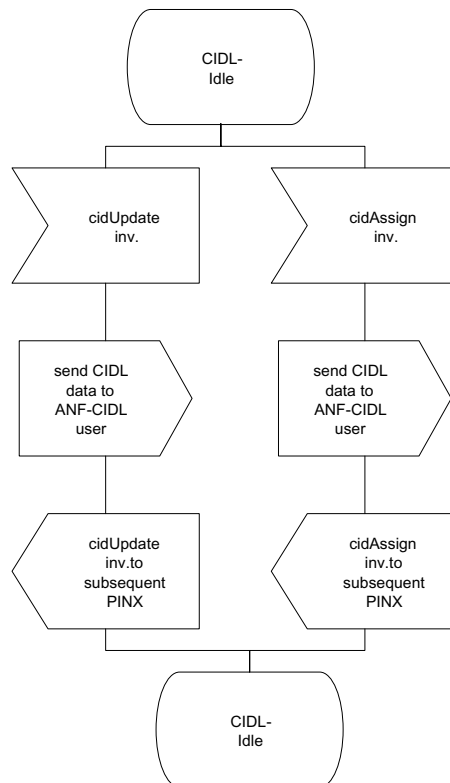 CIDL-
Idle
cidUpdate
inv.
cidAssign
inv.
send CIDL
data to
ANF-CIDL
user
send CIDL
data to
ANF-CIDL
user
cidUpdate
inv.to
subsequent
PINX
cidAssign
inv.to
subsequent
PINX
CIDL-
Idle